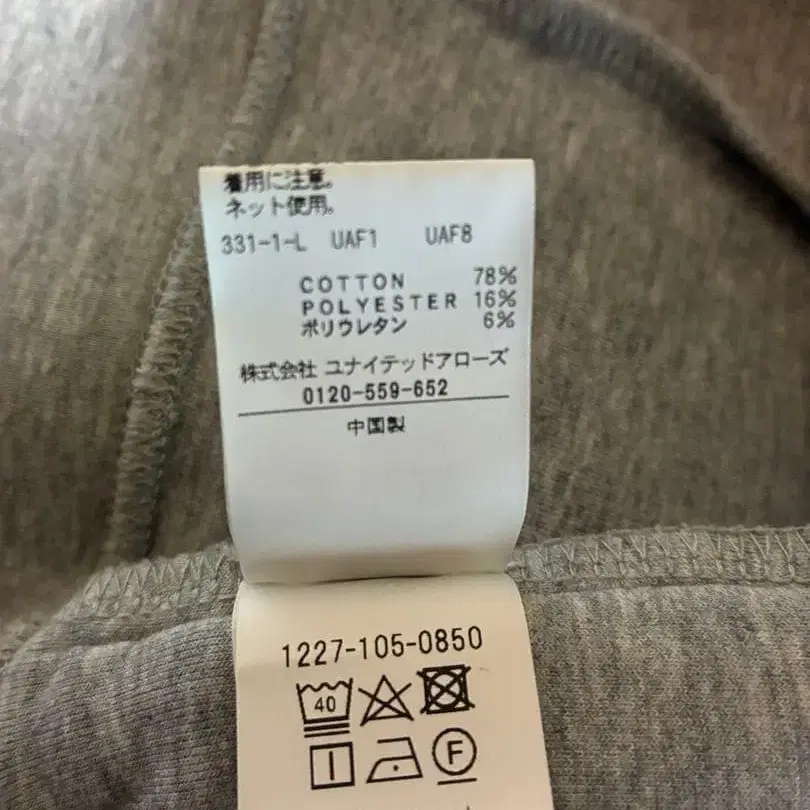 着用に注意。
ネット使用。
331-1-L UAF1 UAF8
COTTON 78%
POLYESTER 16%
ポリウレタン 6%
株式会社 ユナイテッドアローズ
0120-559-652
中国製
1227-105-0850
40
F